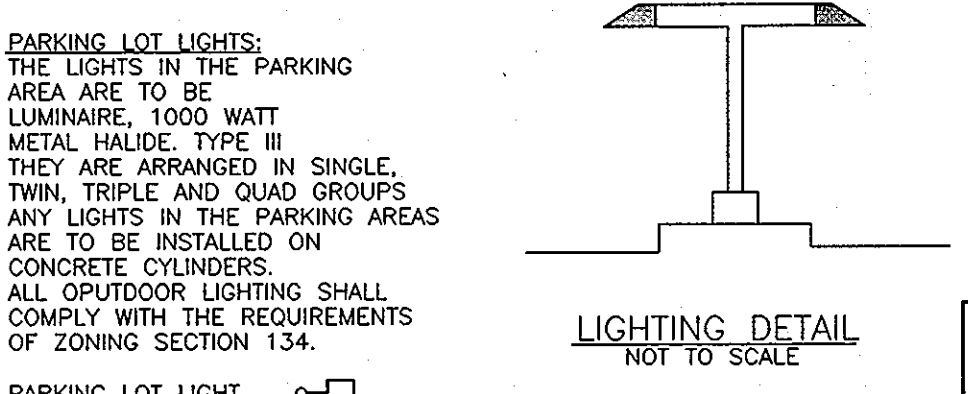 PARKING LOT LIGHTS:
THE LIGHTS IN THE PARKING
AREA ARE TO BE
LUMINAIRE, 1000 WATT
METAL HALIDE. TYPE III
THEY ARE ARRANGED IN SINGLE,
TWIN, TRIPLE AND QUAD GROUPS
ANY LIGHTS IN THE PARKING AREAS
ARE TO BE INSTALLED ON
CONCRETE CYLINDERS.
ALL OPUTDOOR LIGHTING SHALL
COMPLY WITH THE REQUIREMENTS
OF ZONING SECTION 134.
PARKING LOT LIGHT
LIGHTING DETAIL
NOT TO SCALE